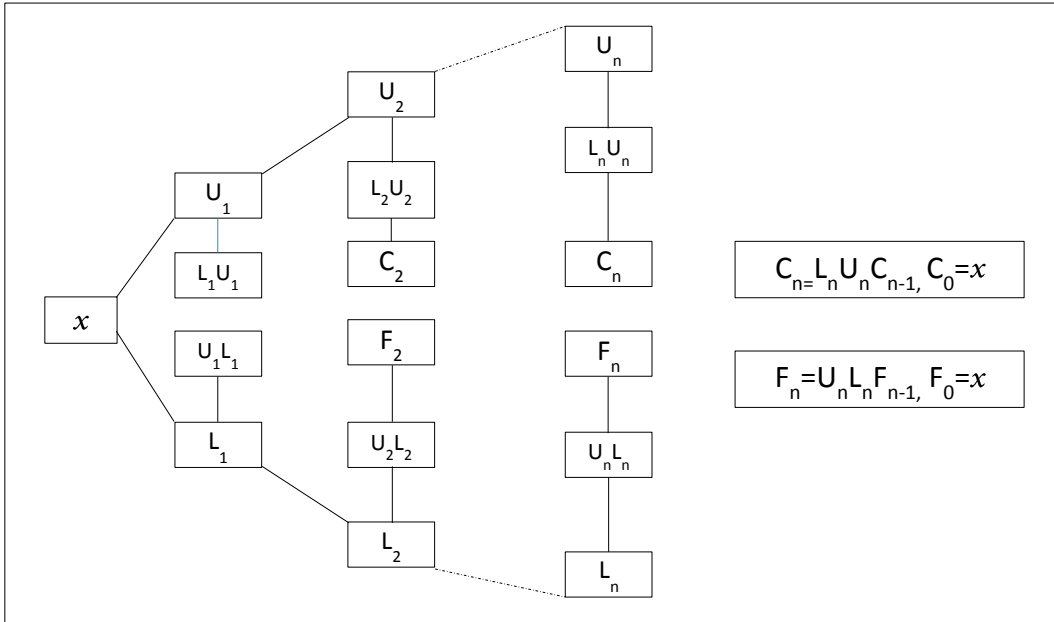 Uₙ
U₂
LₙUₙ
U₁
L₂U₂
L₁U₁
C₂
Cₙ
Cₙ₌LₙUₙCₙ₋₁, C₀=x
x
U₁L₁
F₂
Fₙ
Fₙ=UₙLₙFₙ₋₁, F₀=x
L₁
U₂L₂
UₙLₙ
L₂
Lₙ